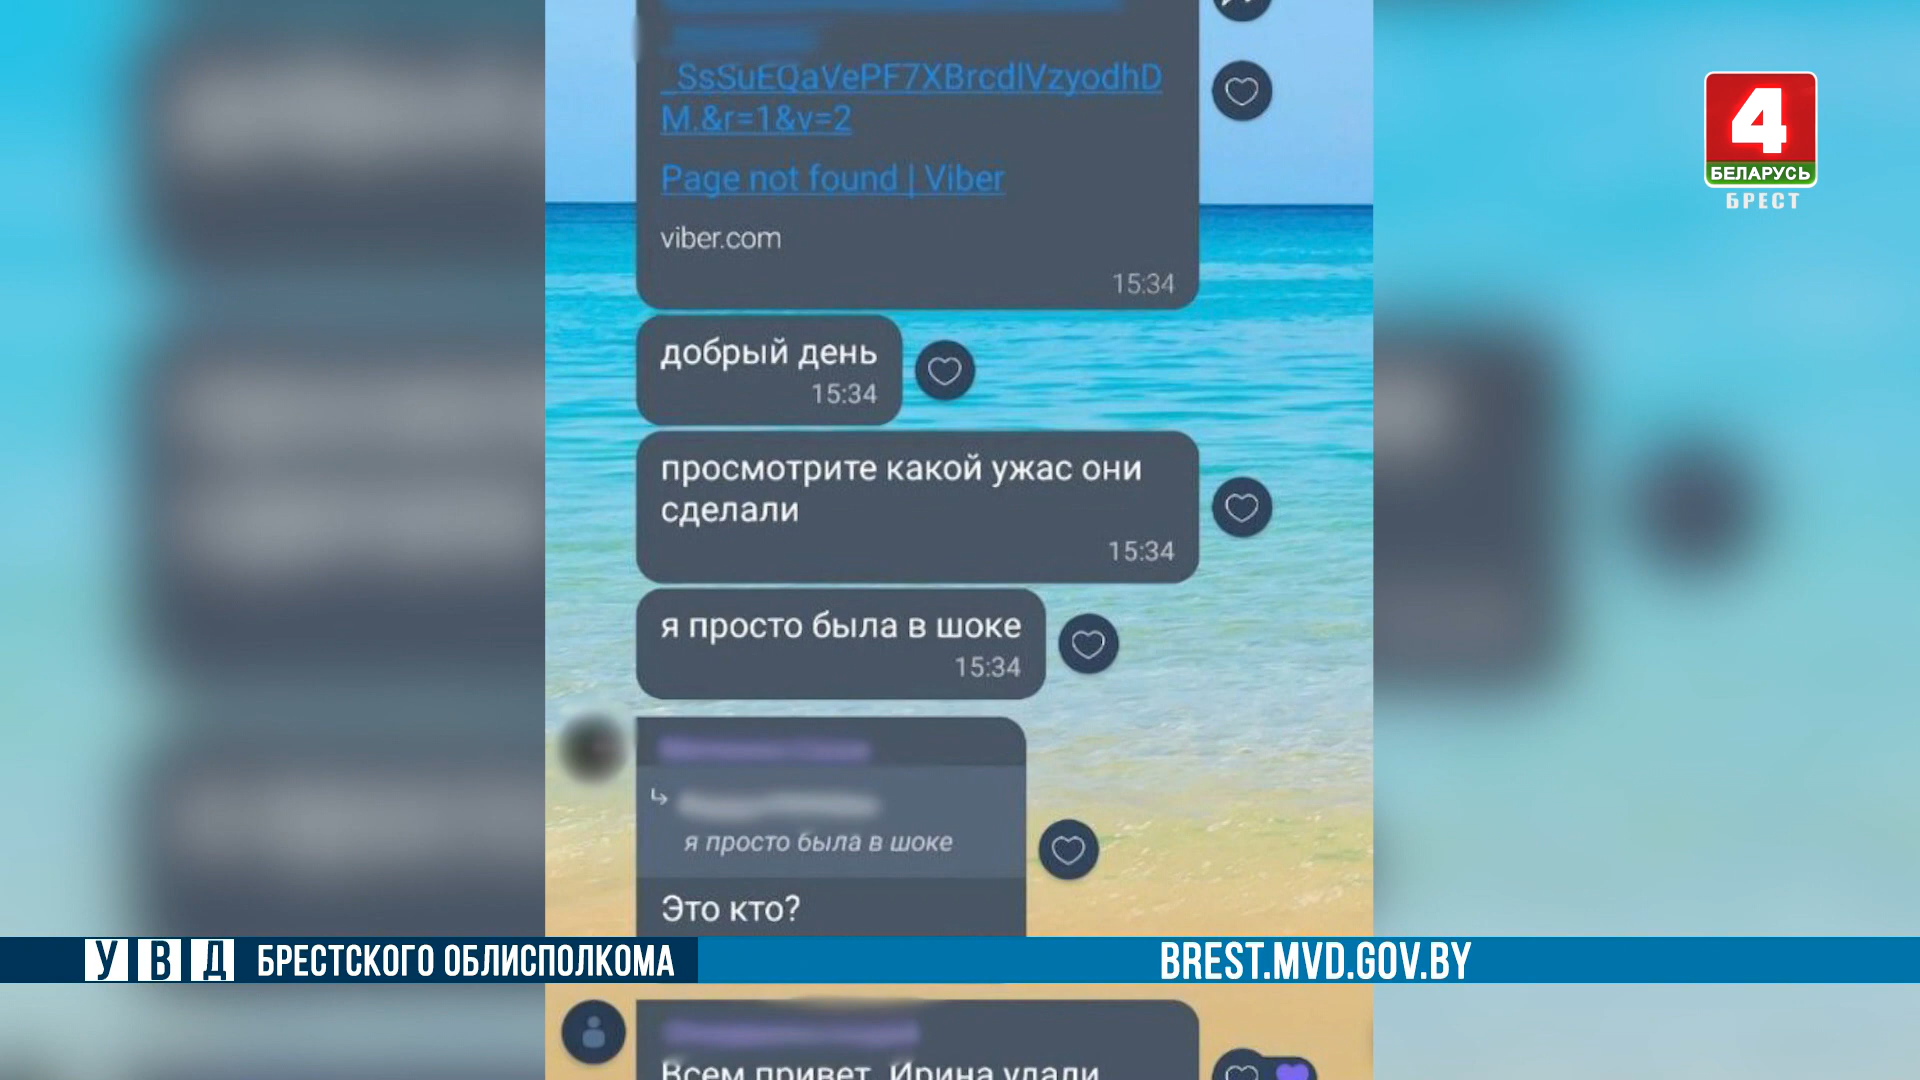 _SsSuEQaVePF7XBrcdlVzyodhD
M.&r=1&v=2
Page not found | Viber
viber.com
15:34
добрый день
15:34
просмотрите какой ужас они
сделали
15:34
я просто была в шоке
15:34
я просто была в шоке
Это кто?
Всем привет. Ирина удали
4
БЕЛАРУСЬ
БРЕСТ
УВД БРЕСТСКОГО ОБЛИСПОЛКОМА
BREST.MVD.GOV.BY